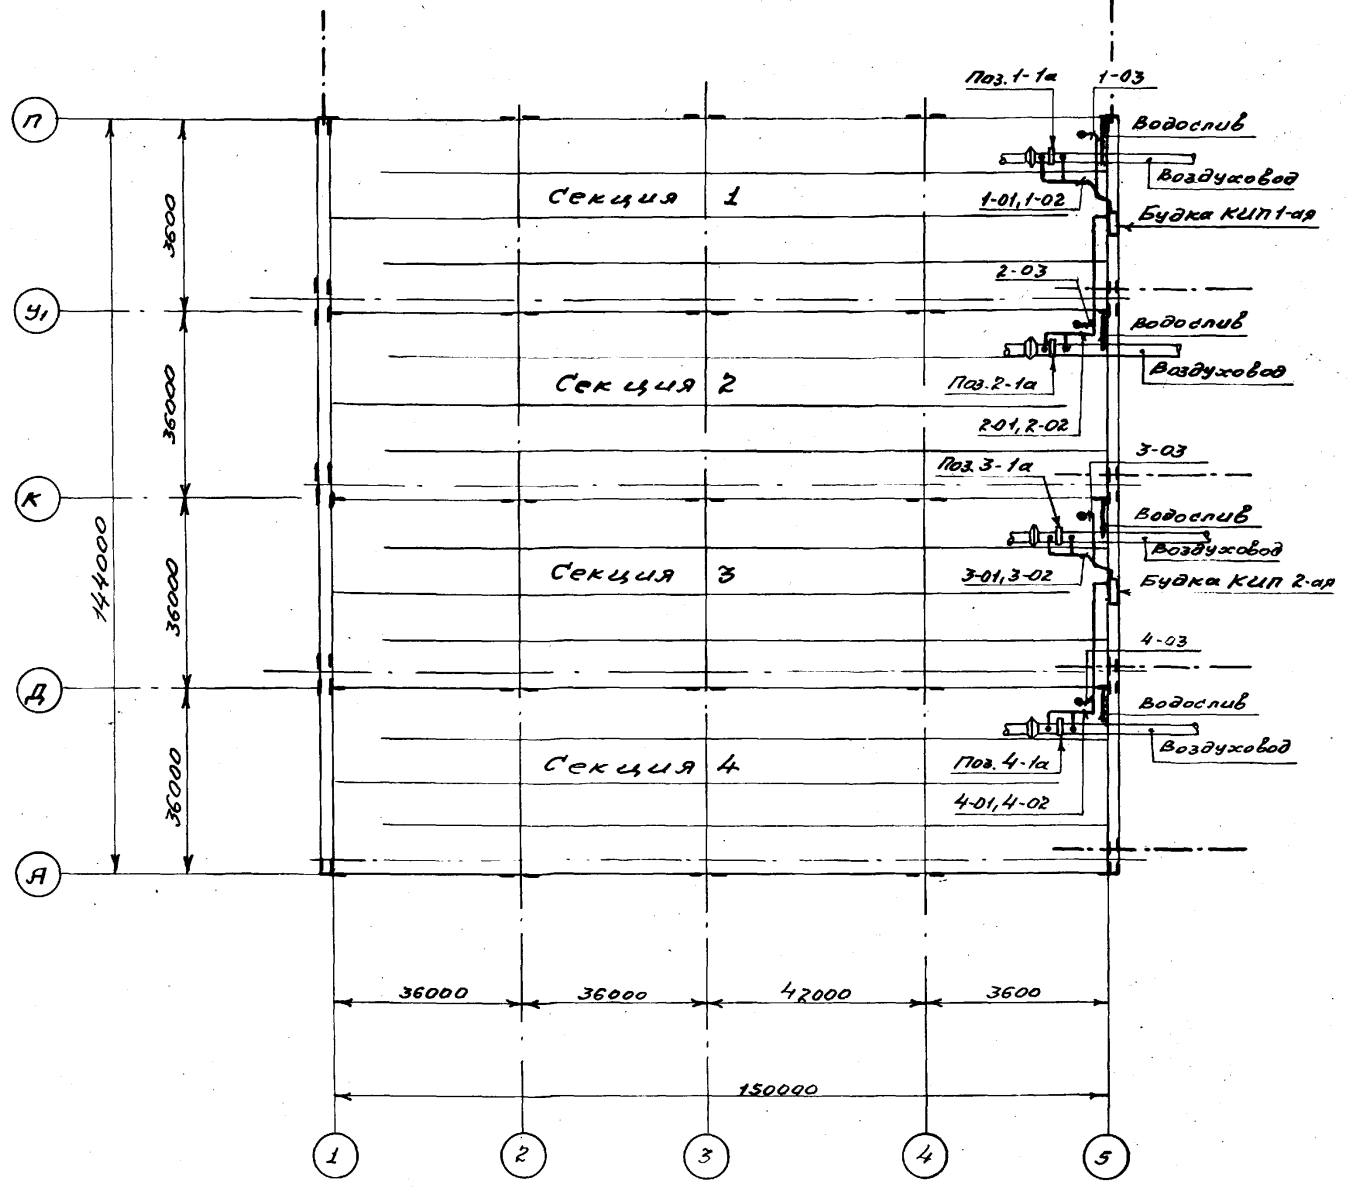 Поз. 1-1а
1-03
П
Водослив
Воздуховод
Секция 1
1-01, 1-02
Будка КИП 1-ая
3600
2-03
У₁
Водослив
Воздуховод
Секция 2
Поз. 2-1а
36000
2-01, 2-02
3-03
Поз. 3-1а
К
Водослив
Воздуховод
144000
Секция 3
3-01, 3-02
Будка КИП 2-ая
36000
4-03
Д
Водослив
Воздуховод
Секция 4
Поз. 4-1а
36000
4-01, 4-02
Я
36000
36000
42000
3600
150000
1
2
3
4
5